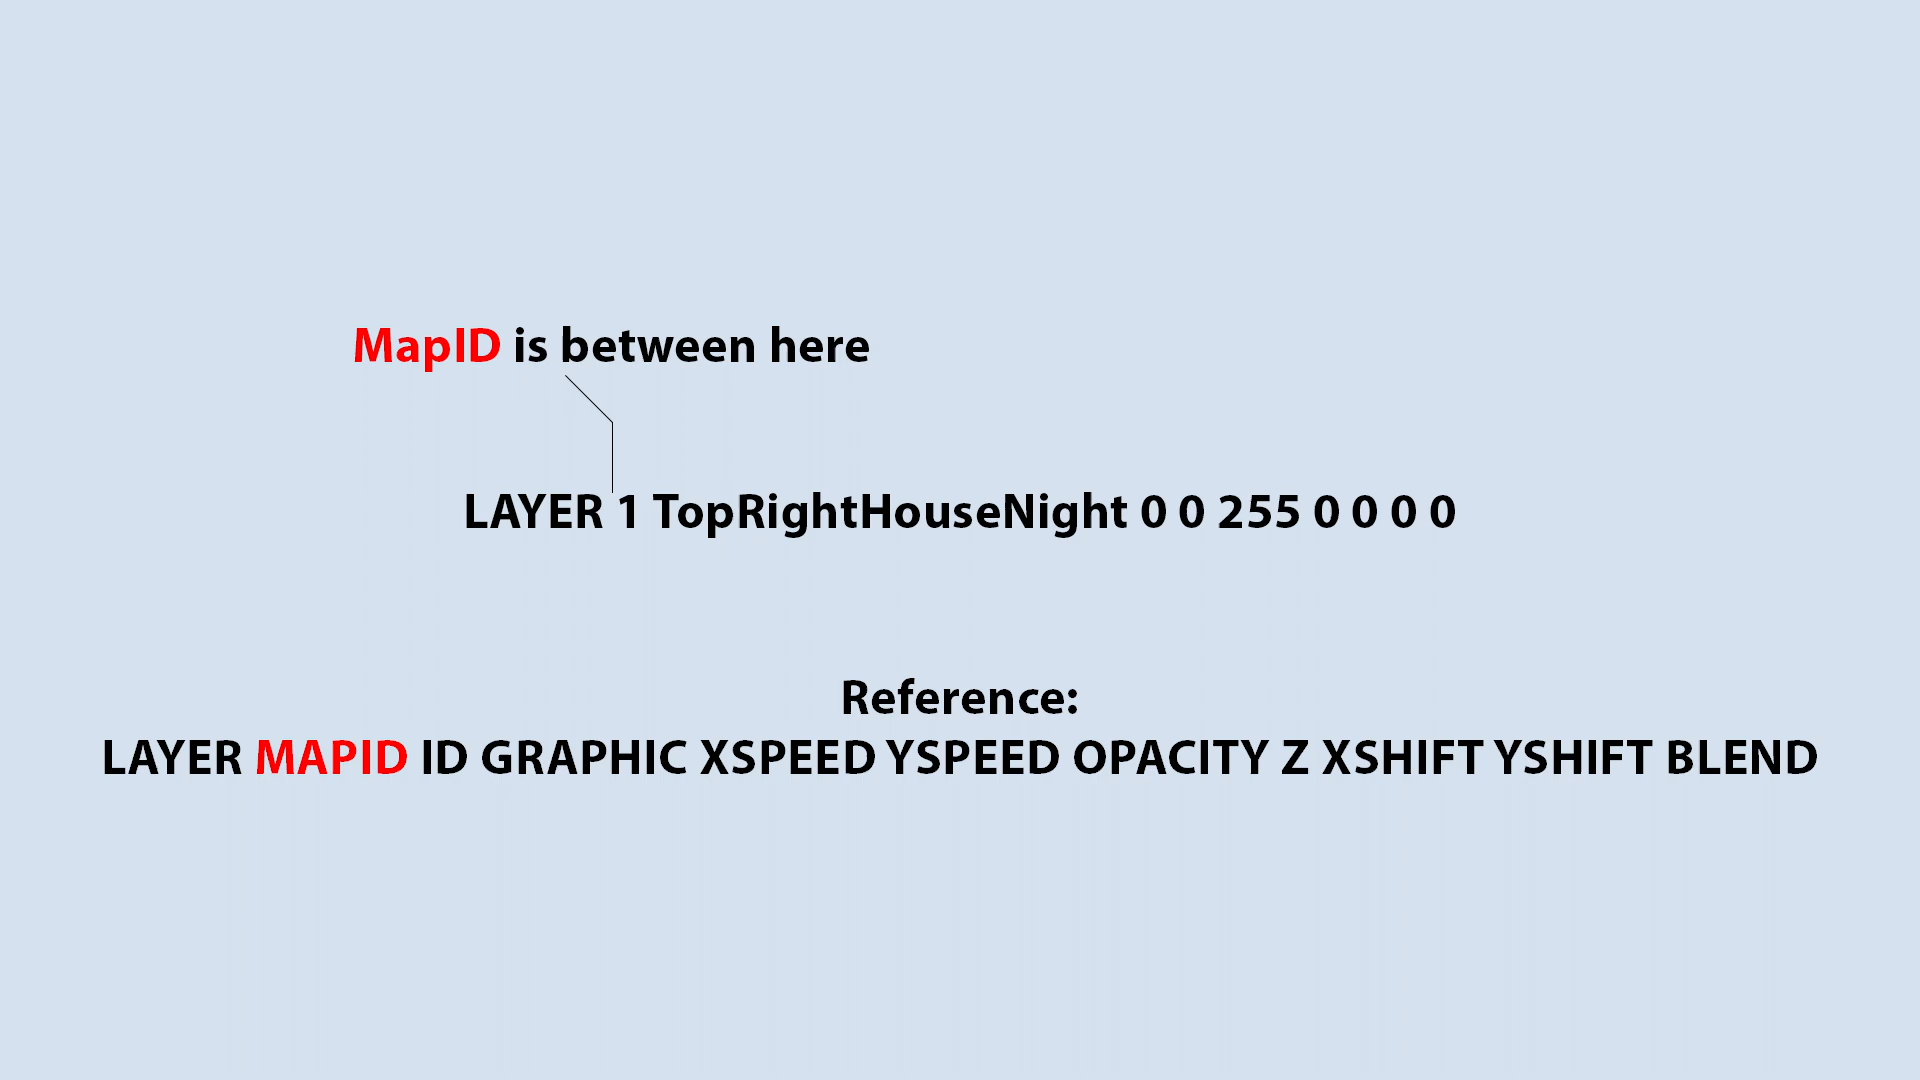 MapID is between here
LAYER 1 TopRightHouseNight 0 0 255 0 0 0 0
Reference:
LAYER MAPID ID GRAPHIC XSPEED YSPEED OPACITY Z XSHIFT YSHIFT BLEND